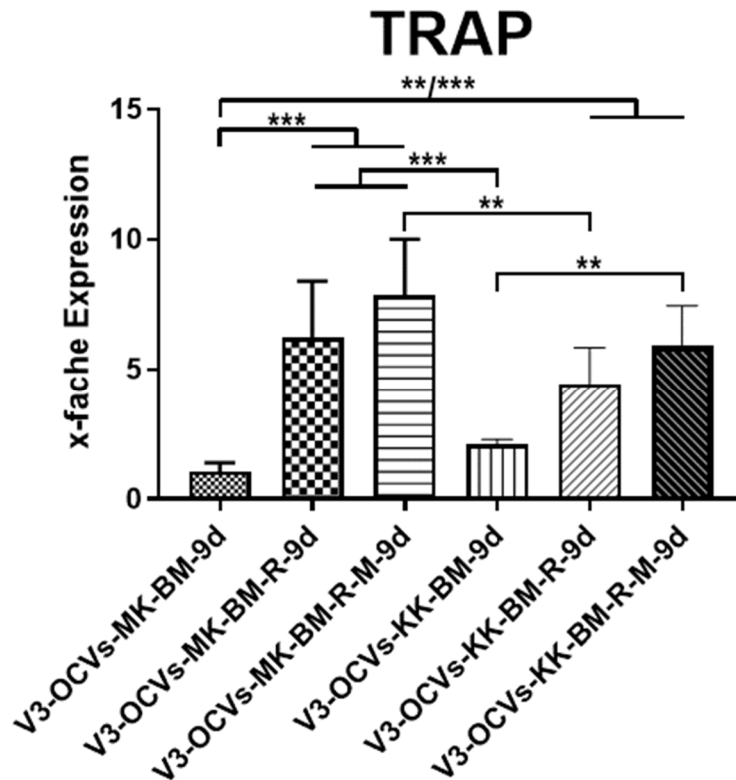 TRAP
**/***
15
***
***
**
10
**
x-fache Expression
5
0
V3-OCVs-MK-BM-9d
V3-OCVs-MK-BM-R-9d
V3-OCVs-MK-BM-R-M-9d
V3-OCVs-KK-BM-9d
V3-OCVs-KK-BM-R-9d
V3-OCVs-KK-BM-R-M-9d